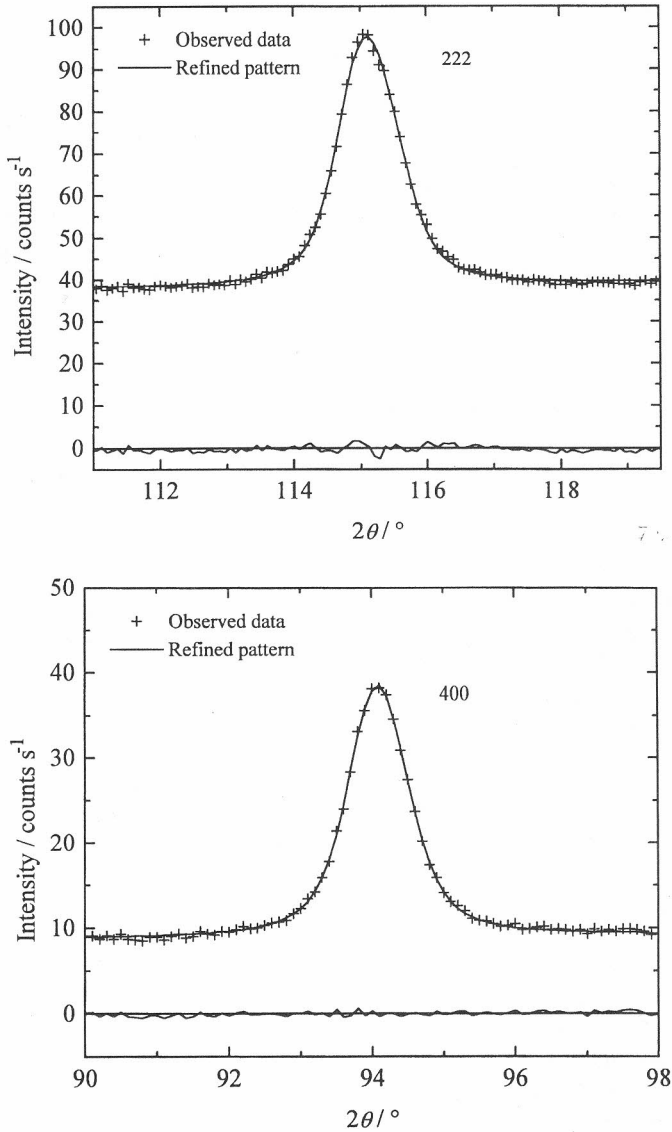 100
90
80
70
60
50
40
30
20
10
0
Intensity / counts s⁻¹
Observed data
Refined pattern
222
112 114 116 118
2θ / °
50
40
30
20
10
0
Intensity / counts s⁻¹
Observed data
Refined pattern
400
90 92 94 96 98
2θ / °